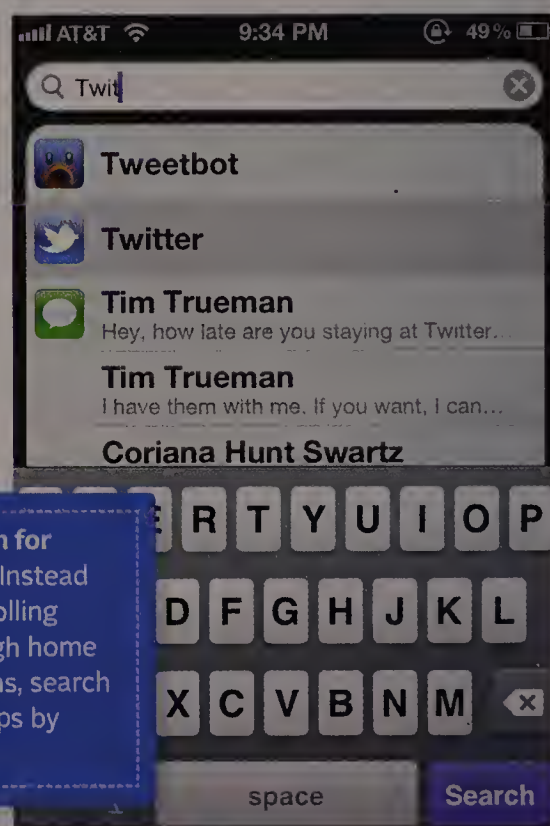 AT&T 9:34 PM 49%
Twit
Tweetbot
Twitter
Tim Trueman
Hey, how late are you staying at Twitter...
Tim Trueman
I have them with me. If you want, I can...
Coriana Hunt Swartz
E R T Y U I O P
D F G H J K L
X C V B N M
space Search
n for
Instead
olling
gh home
ns, search
ps by